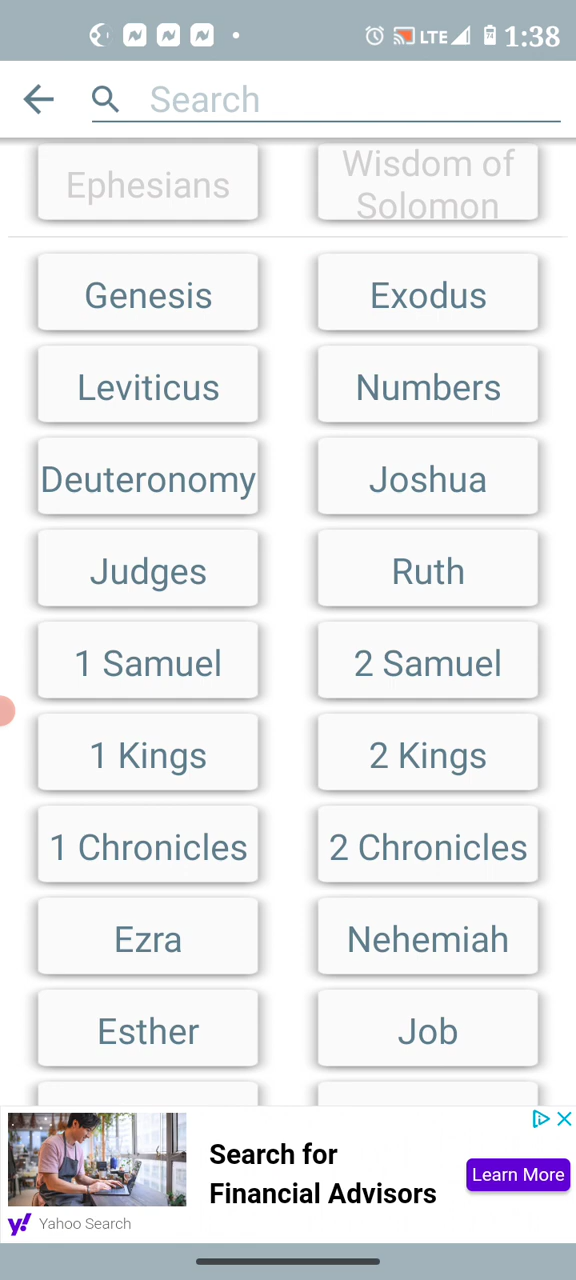 LTE 74 1:38
Search
Ephesians
Wisdom of
Solomon
Genesis
Exodus
Leviticus
Numbers
Deuteronomy
Joshua
Judges
Ruth
1 Samuel
2 Samuel
1 Kings
2 Kings
1 Chronicles
2 Chronicles
Ezra
Nehemiah
Esther
Job
Search for
Financial Advisors
Learn More
y! Yahoo Search